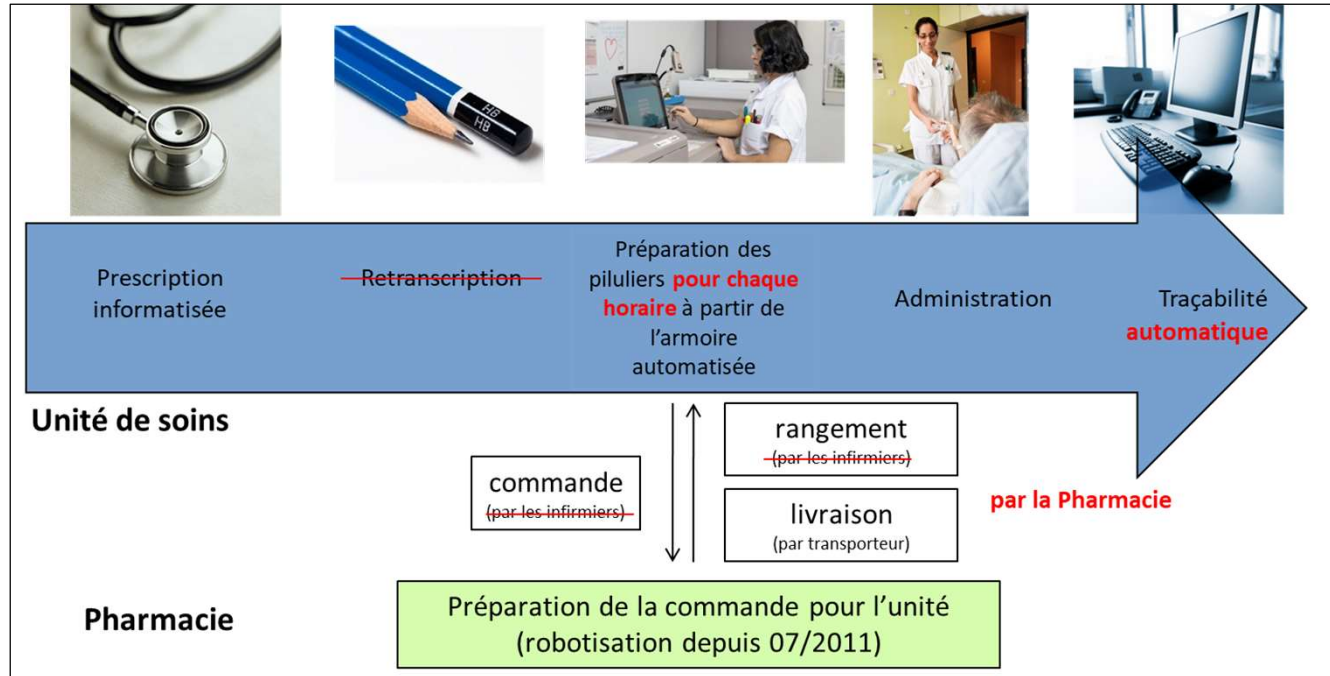 HB
HB
Prescription
informatisée
Retranscription
Préparation des
piluliers pour chaque
horaire à partir de
l’armoire
automatisée
Administration
Traçabilité
automatique
Unité de soins
commande
(par les infirmiers)
rangement
(par les infirmiers)
livraison
(par transporteur)
par la Pharmacie
Pharmacie
Préparation de la commande pour l’unité
(robotisation depuis 07/2011)